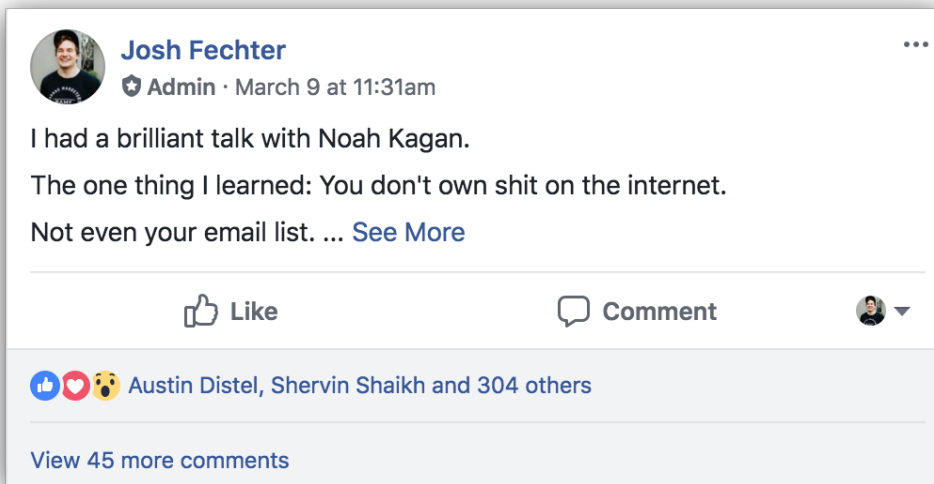 Josh Fechter
Admin · March 9 at 11:31am
I had a brilliant talk with Noah Kagan.
The one thing I learned: You don't own shit on the internet.
Not even your email list. ... See More
Like
Comment
Austin Distel, Shervin Shaikh and 304 others
View 45 more comments